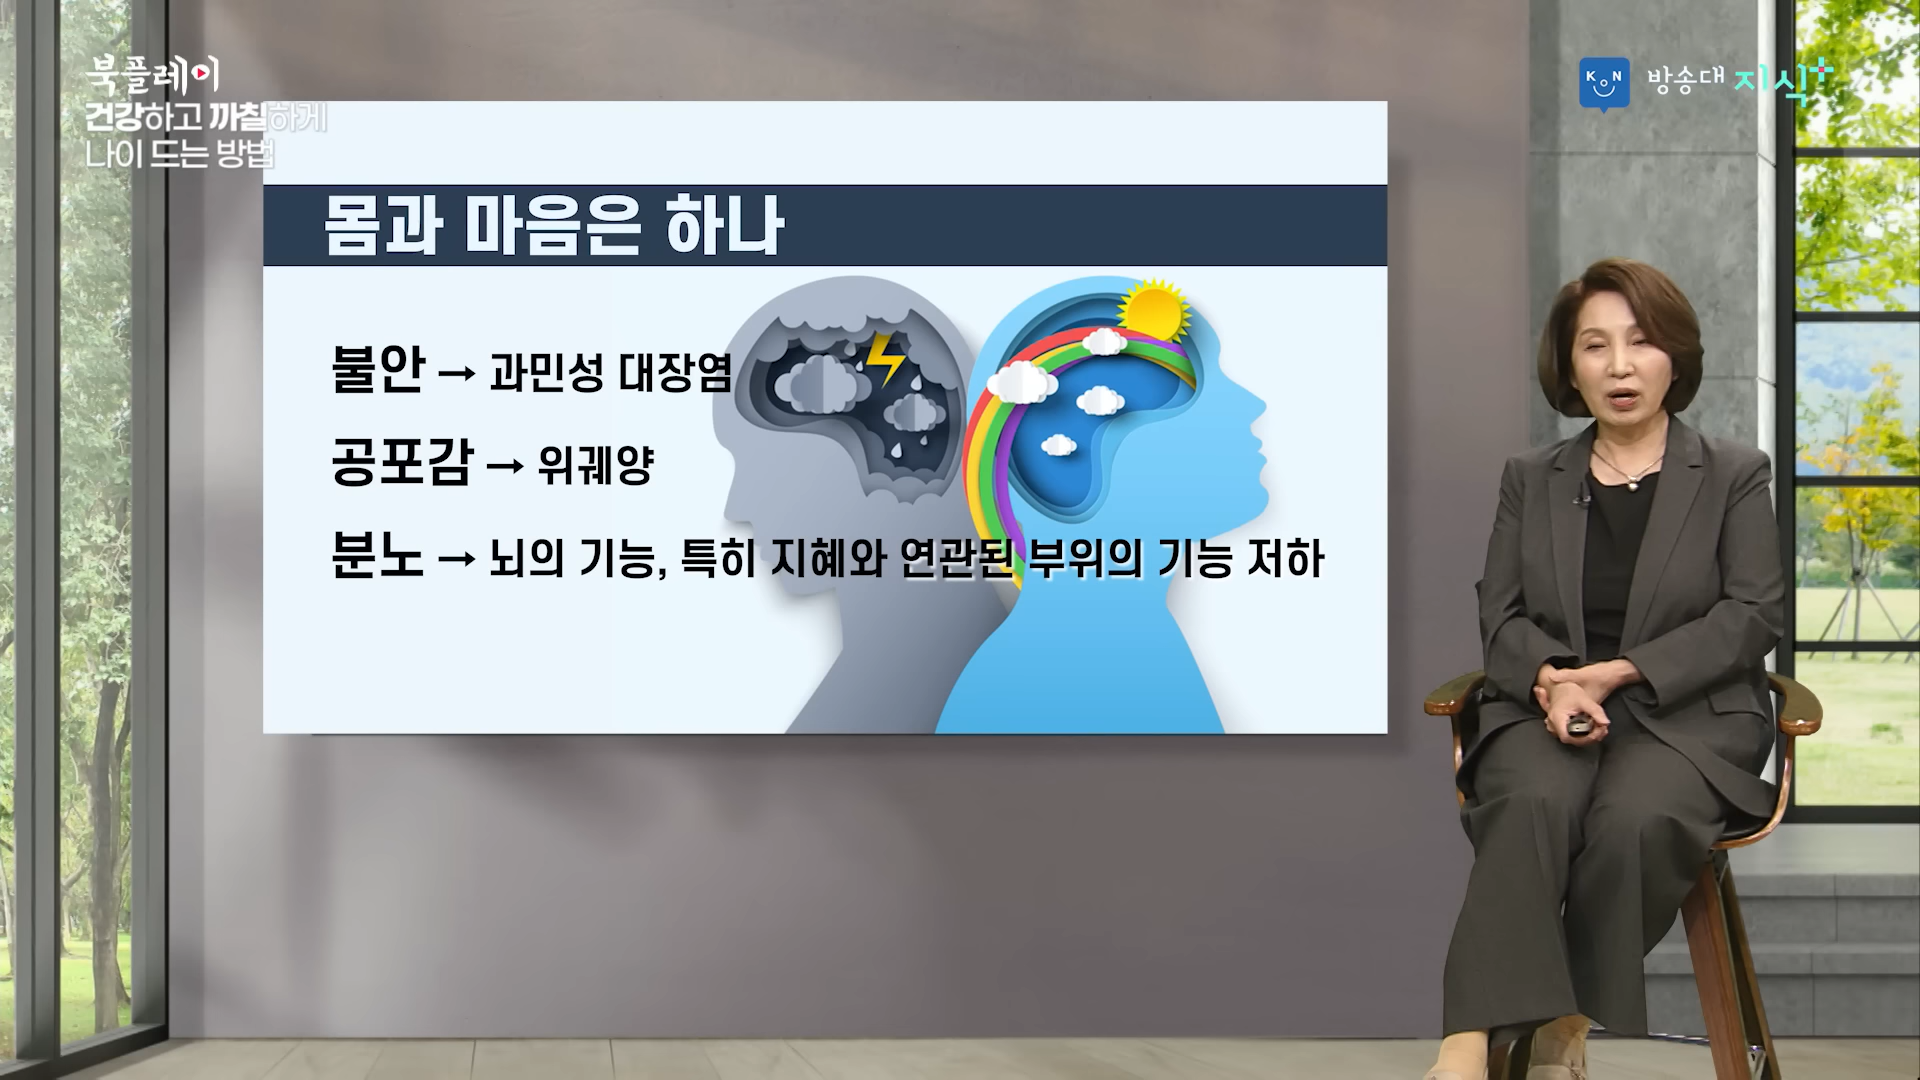 북플레이
건강하고 까칠하게
나이 드는 방법
KON
방송대 지식+
몸과 마음은 하나
불안 → 과민성 대장염
공포감 → 위궤양
분노 → 뇌의 기능, 특히 지혜와 연관된 부위의 기능 저하